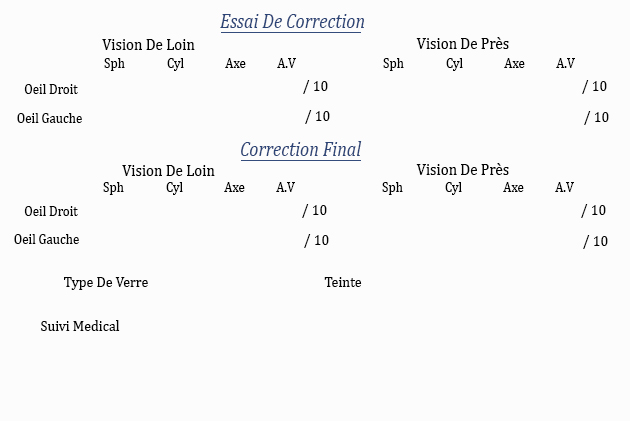 Essai De Correction
Vision De Loin Vision De Près
Sph Cyl Axe A.V Sph Cyl Axe A.V
Oeil Droit / 10 / 10
Oeil Gauche / 10 / 10
Correction Final
Vision De Loin Vision De Près
Sph Cyl Axe A.V Sph Cyl Axe A.V
Oeil Droit / 10 / 10
Oeil Gauche / 10 / 10
Type De Verre Teinte
Suivi Medical